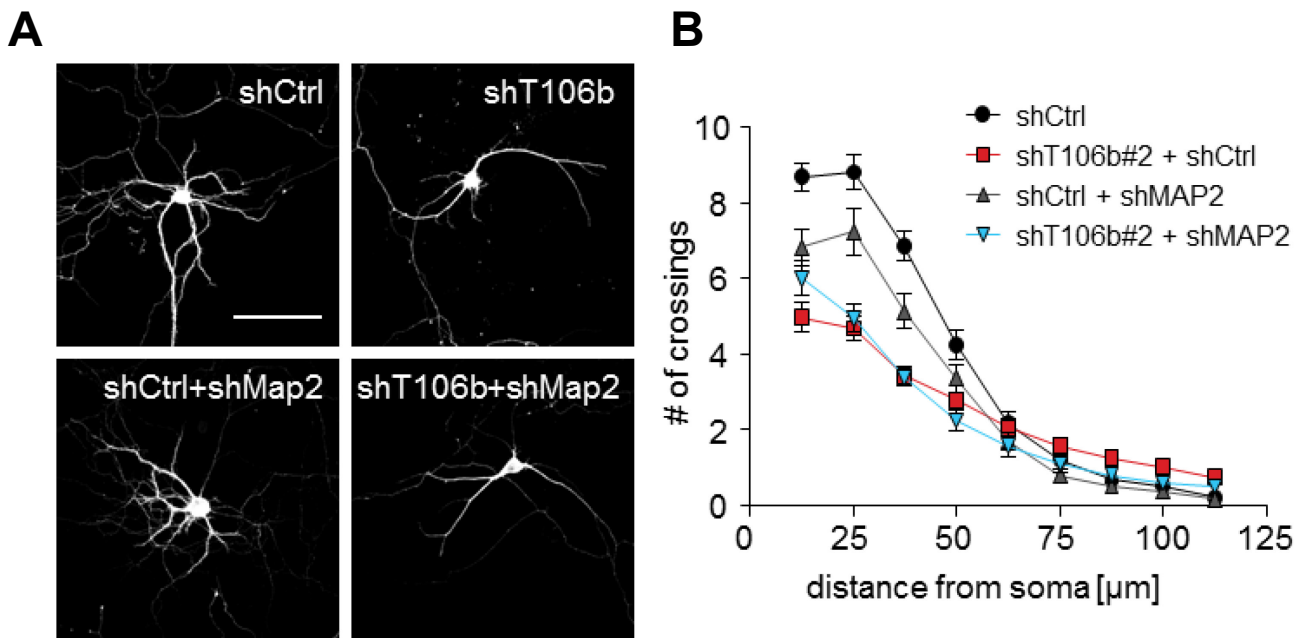 A
shCtrl
shT106b
shCtrl+shMap2
shT106b+shMap2
B
# of crossings
10
8
6
4
2
0
0
25
50
75
100
125
distance from soma [µm]
shCtrl
shT106b#2 + shCtrl
shCtrl + shMAP2
shT106b#2 + shMAP2